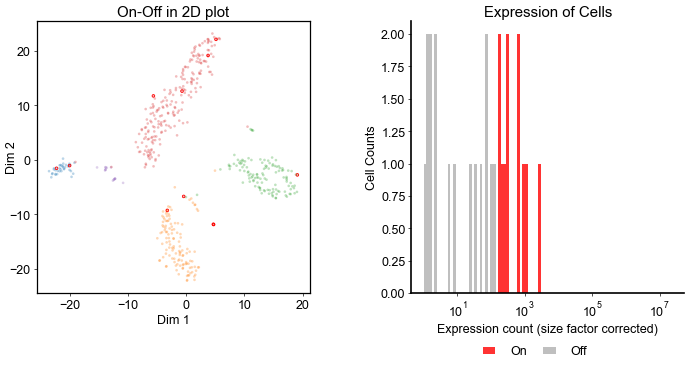 On-Off in 2D plot
20
10
0
−10
−20
Dim 2
−20 −10 0 10 20
Dim 1
Expression of Cells
2.00
1.75
1.50
1.25
1.00
0.75
0.50
0.25
0.00
Cell Counts
10^1 10^3 10^5 10^7
Expression count (size factor corrected)
On Off